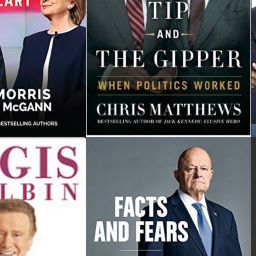 EART
MORRIS
McGANN
BESTSELLING AUTHORS
TIP
AND
THE GIPPER
WHEN POLITICS WORKED
CHRIS MATTHEWS
BESTSELLING AUTHOR OF JACK KENNEDY: ELUSIVE HERO
GIS
LBIN
FACTS
AND FEARS